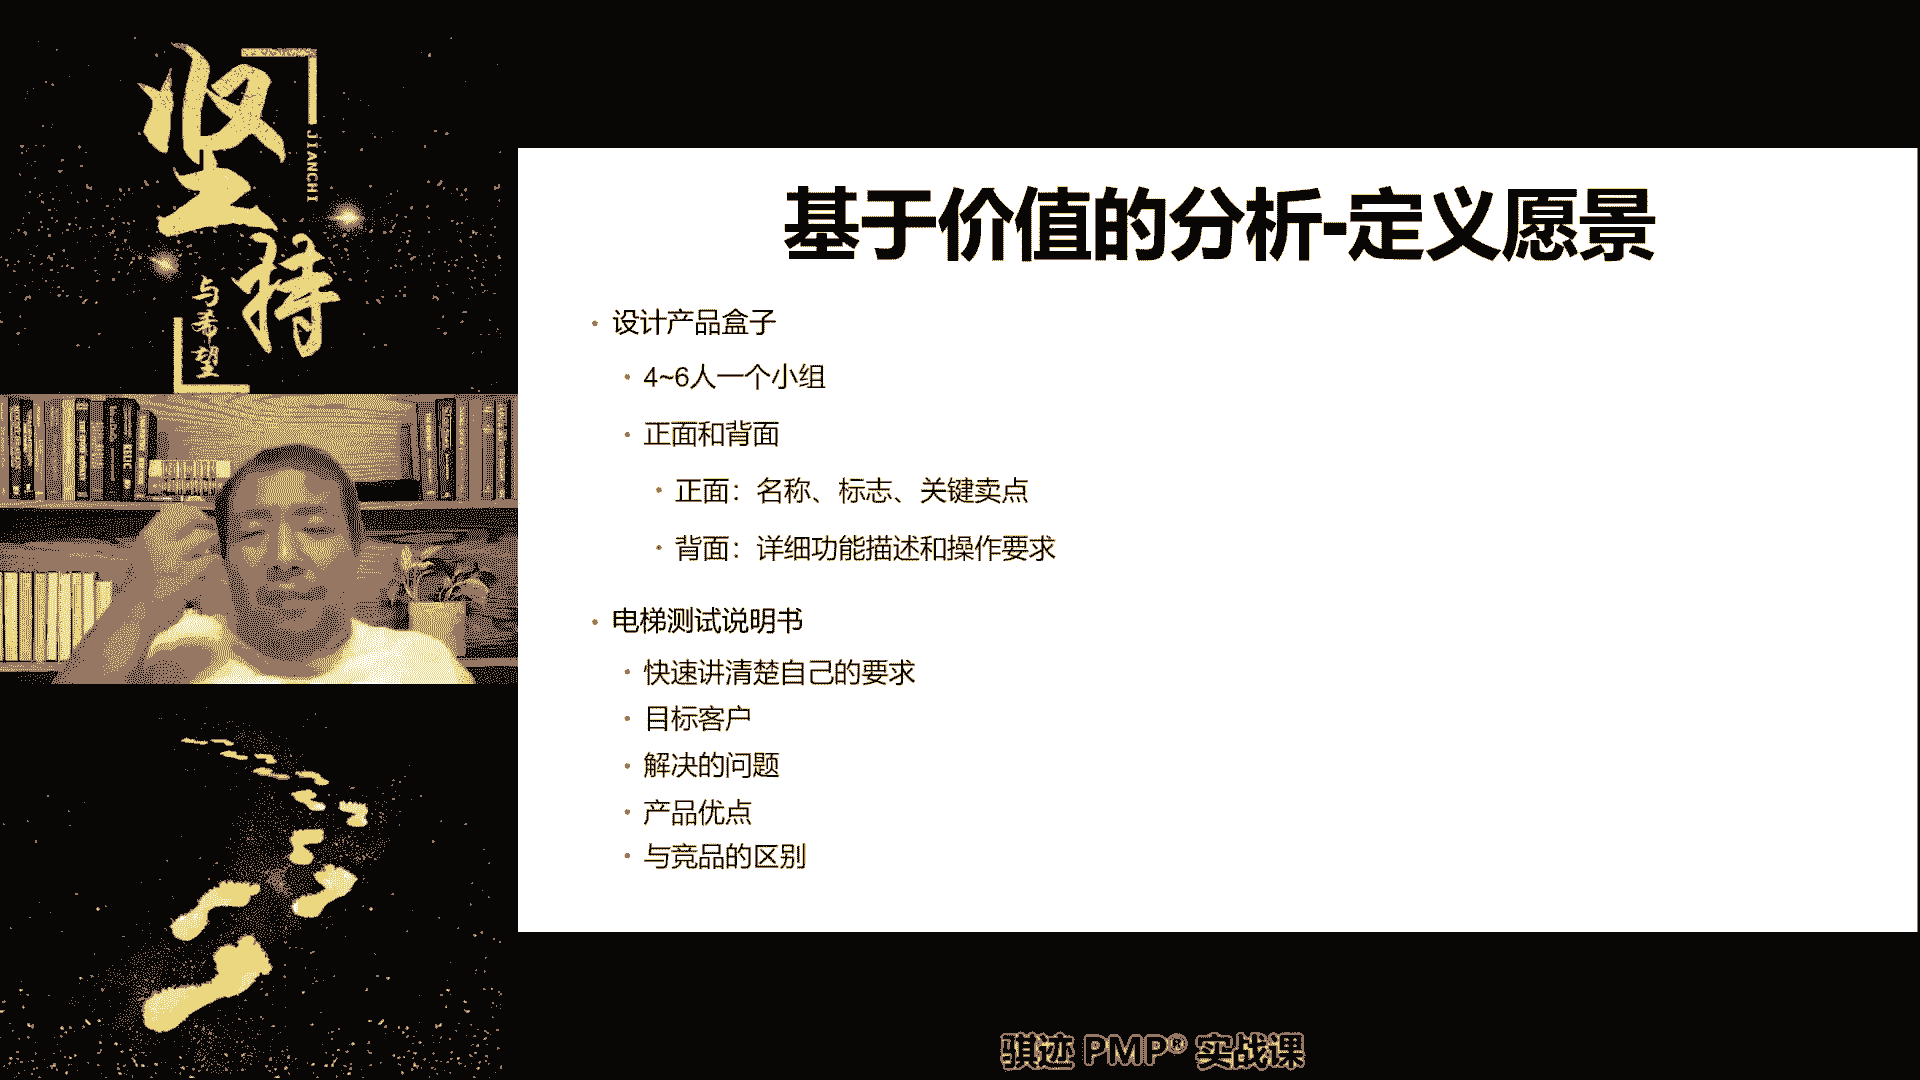 坚持
JIANCHI
与希望
基于价值的分析-定义愿景
设计产品盒子
4~6人一个小组
正面和背面
正面：名称、标志、关键卖点
背面：详细功能描述和操作要求
电梯测试说明书
快速讲清楚自己的要求
目标客户
解决的问题
产品优点
与竞品的区别
骐迹 PMP® 实战课